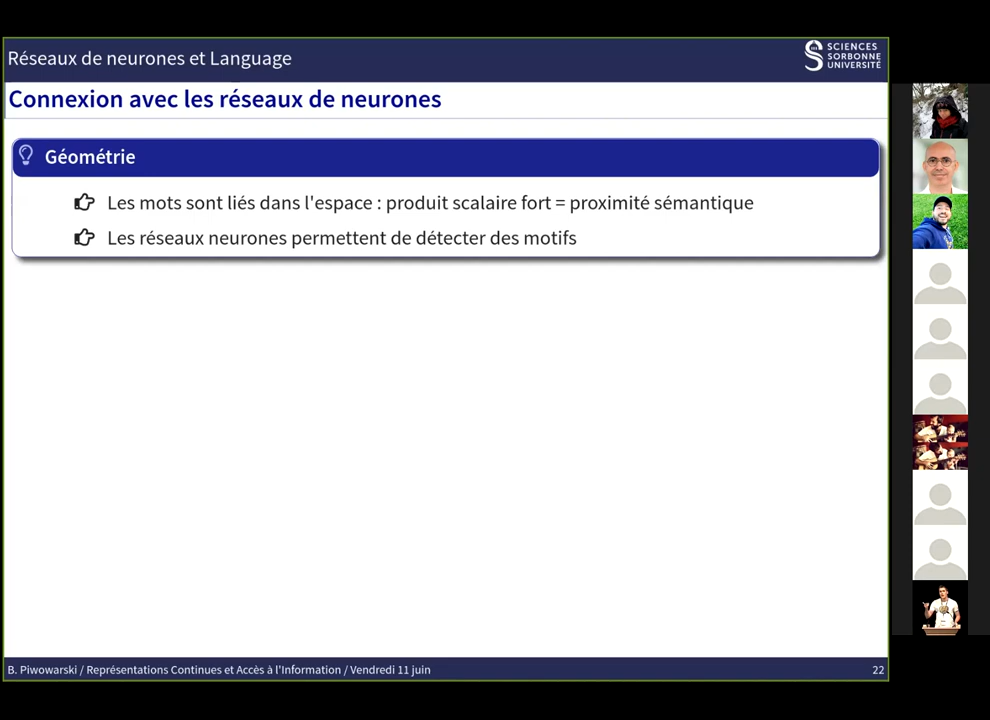 Réseaux de neurones et Language
SCIENCES
SORBONNE
UNIVERSITÉ
Connexion avec les réseaux de neurones
Géométrie
Les mots sont liés dans l'espace : produit scalaire fort = proximité sémantique
Les réseaux neurones permettent de détecter des motifs
B. Piwowarski / Représentations Continues et Accès à l'Information / Vendredi 11 juin
22